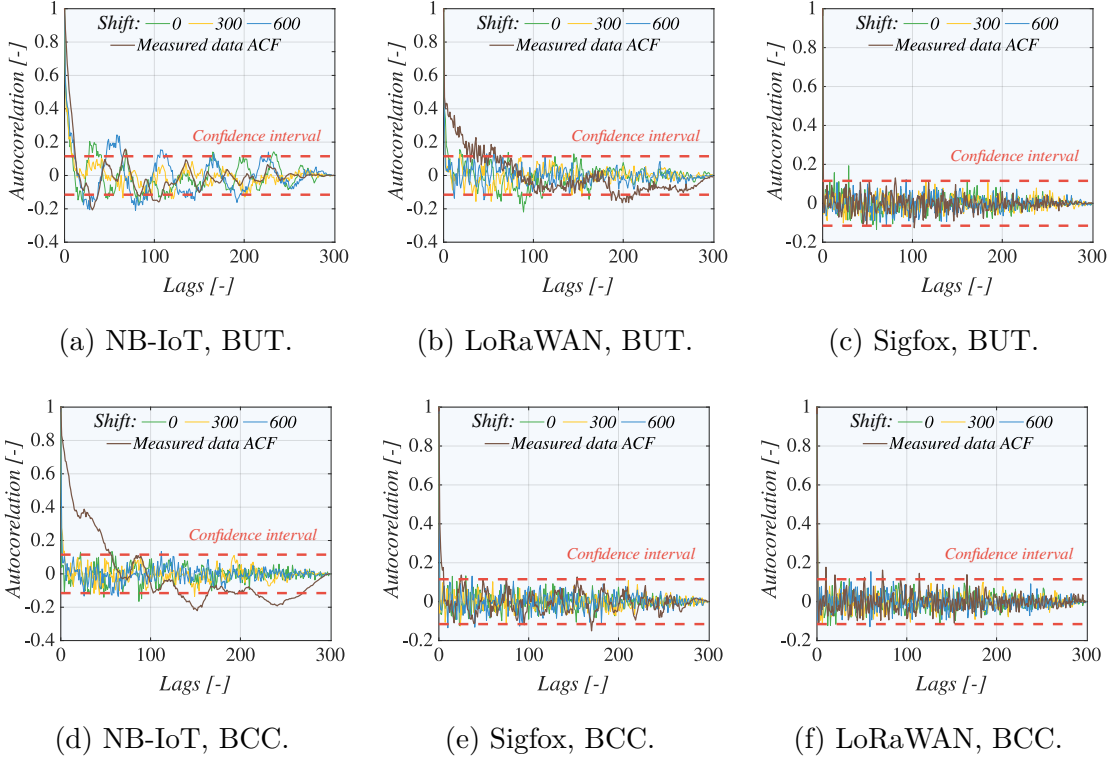 Shift: 0 300 600
Measured data ACF
Confidence interval
Autocorelation [-]
1
0.8
0.6
0.4
0.2
0
-0.2
-0.4
0 100 200 300
Lags [-]
(a) NB-IoT, BUT.
Shift: 0 300 600
Measured data ACF
Confidence interval
Autocorelation [-]
1
0.8
0.6
0.4
0.2
0
-0.2
-0.4
0 100 200 300
Lags [-]
(b) LoRaWAN, BUT.
Shift: 0 300 600
Measured data ACF
Confidence interval
Autocorelation [-]
1
0.8
0.6
0.4
0.2
0
-0.2
0 100 200 300
Lags [-]
(c) Sigfox, BUT.
Shift: 0 300 600
Measured data ACF
Confidence interval
Autocorelation [-]
1
0.8
0.6
0.4
0.2
0
-0.2
-0.4
0 100 200 300
Lags [-]
(d) NB-IoT, BCC.
Shift: 0 300 600
Measured data ACF
Confidence interval
Autocorelation [-]
1
0.8
0.6
0.4
0.2
0
-0.2
0 100 200 300
Lags [-]
(e) Sigfox, BCC.
Shift: 0 300 600
Measured data ACF
Confidence interval
Autocorelation [-]
1
0.8
0.6
0.4
0.2
0
-0.2
0 100 200 300
Lags [-]
(f) LoRaWAN, BCC.